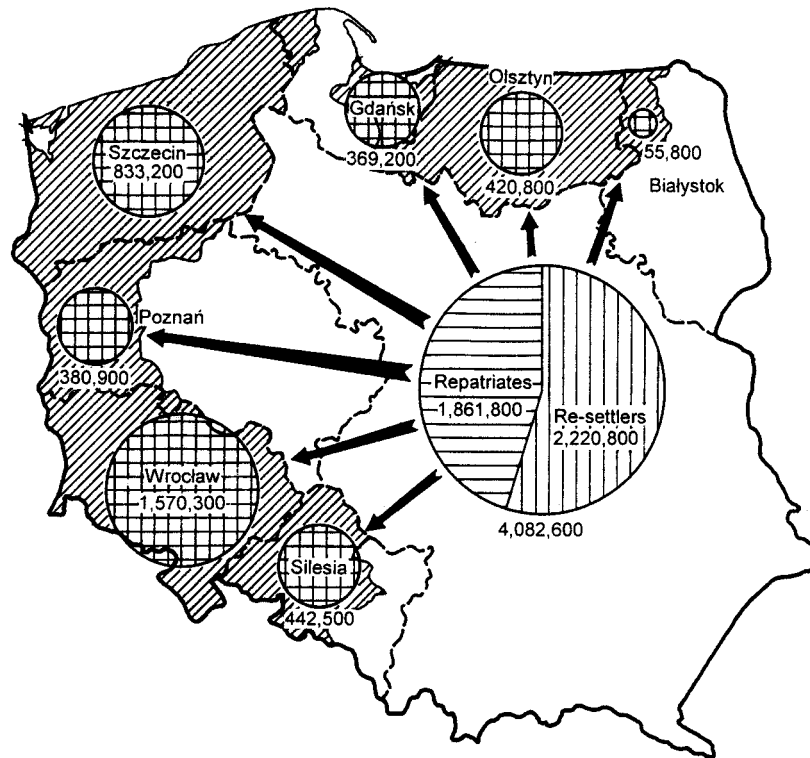 Olsztyn
Gdańsk
369,200
420,800
55,800
Białystok
Szczecin
833,200
Poznań
380,900
Repatriates
1,861,800
Re-settlers
2,220,800
4,082,600
Wrocław
1,570,300
Silesia
442,500